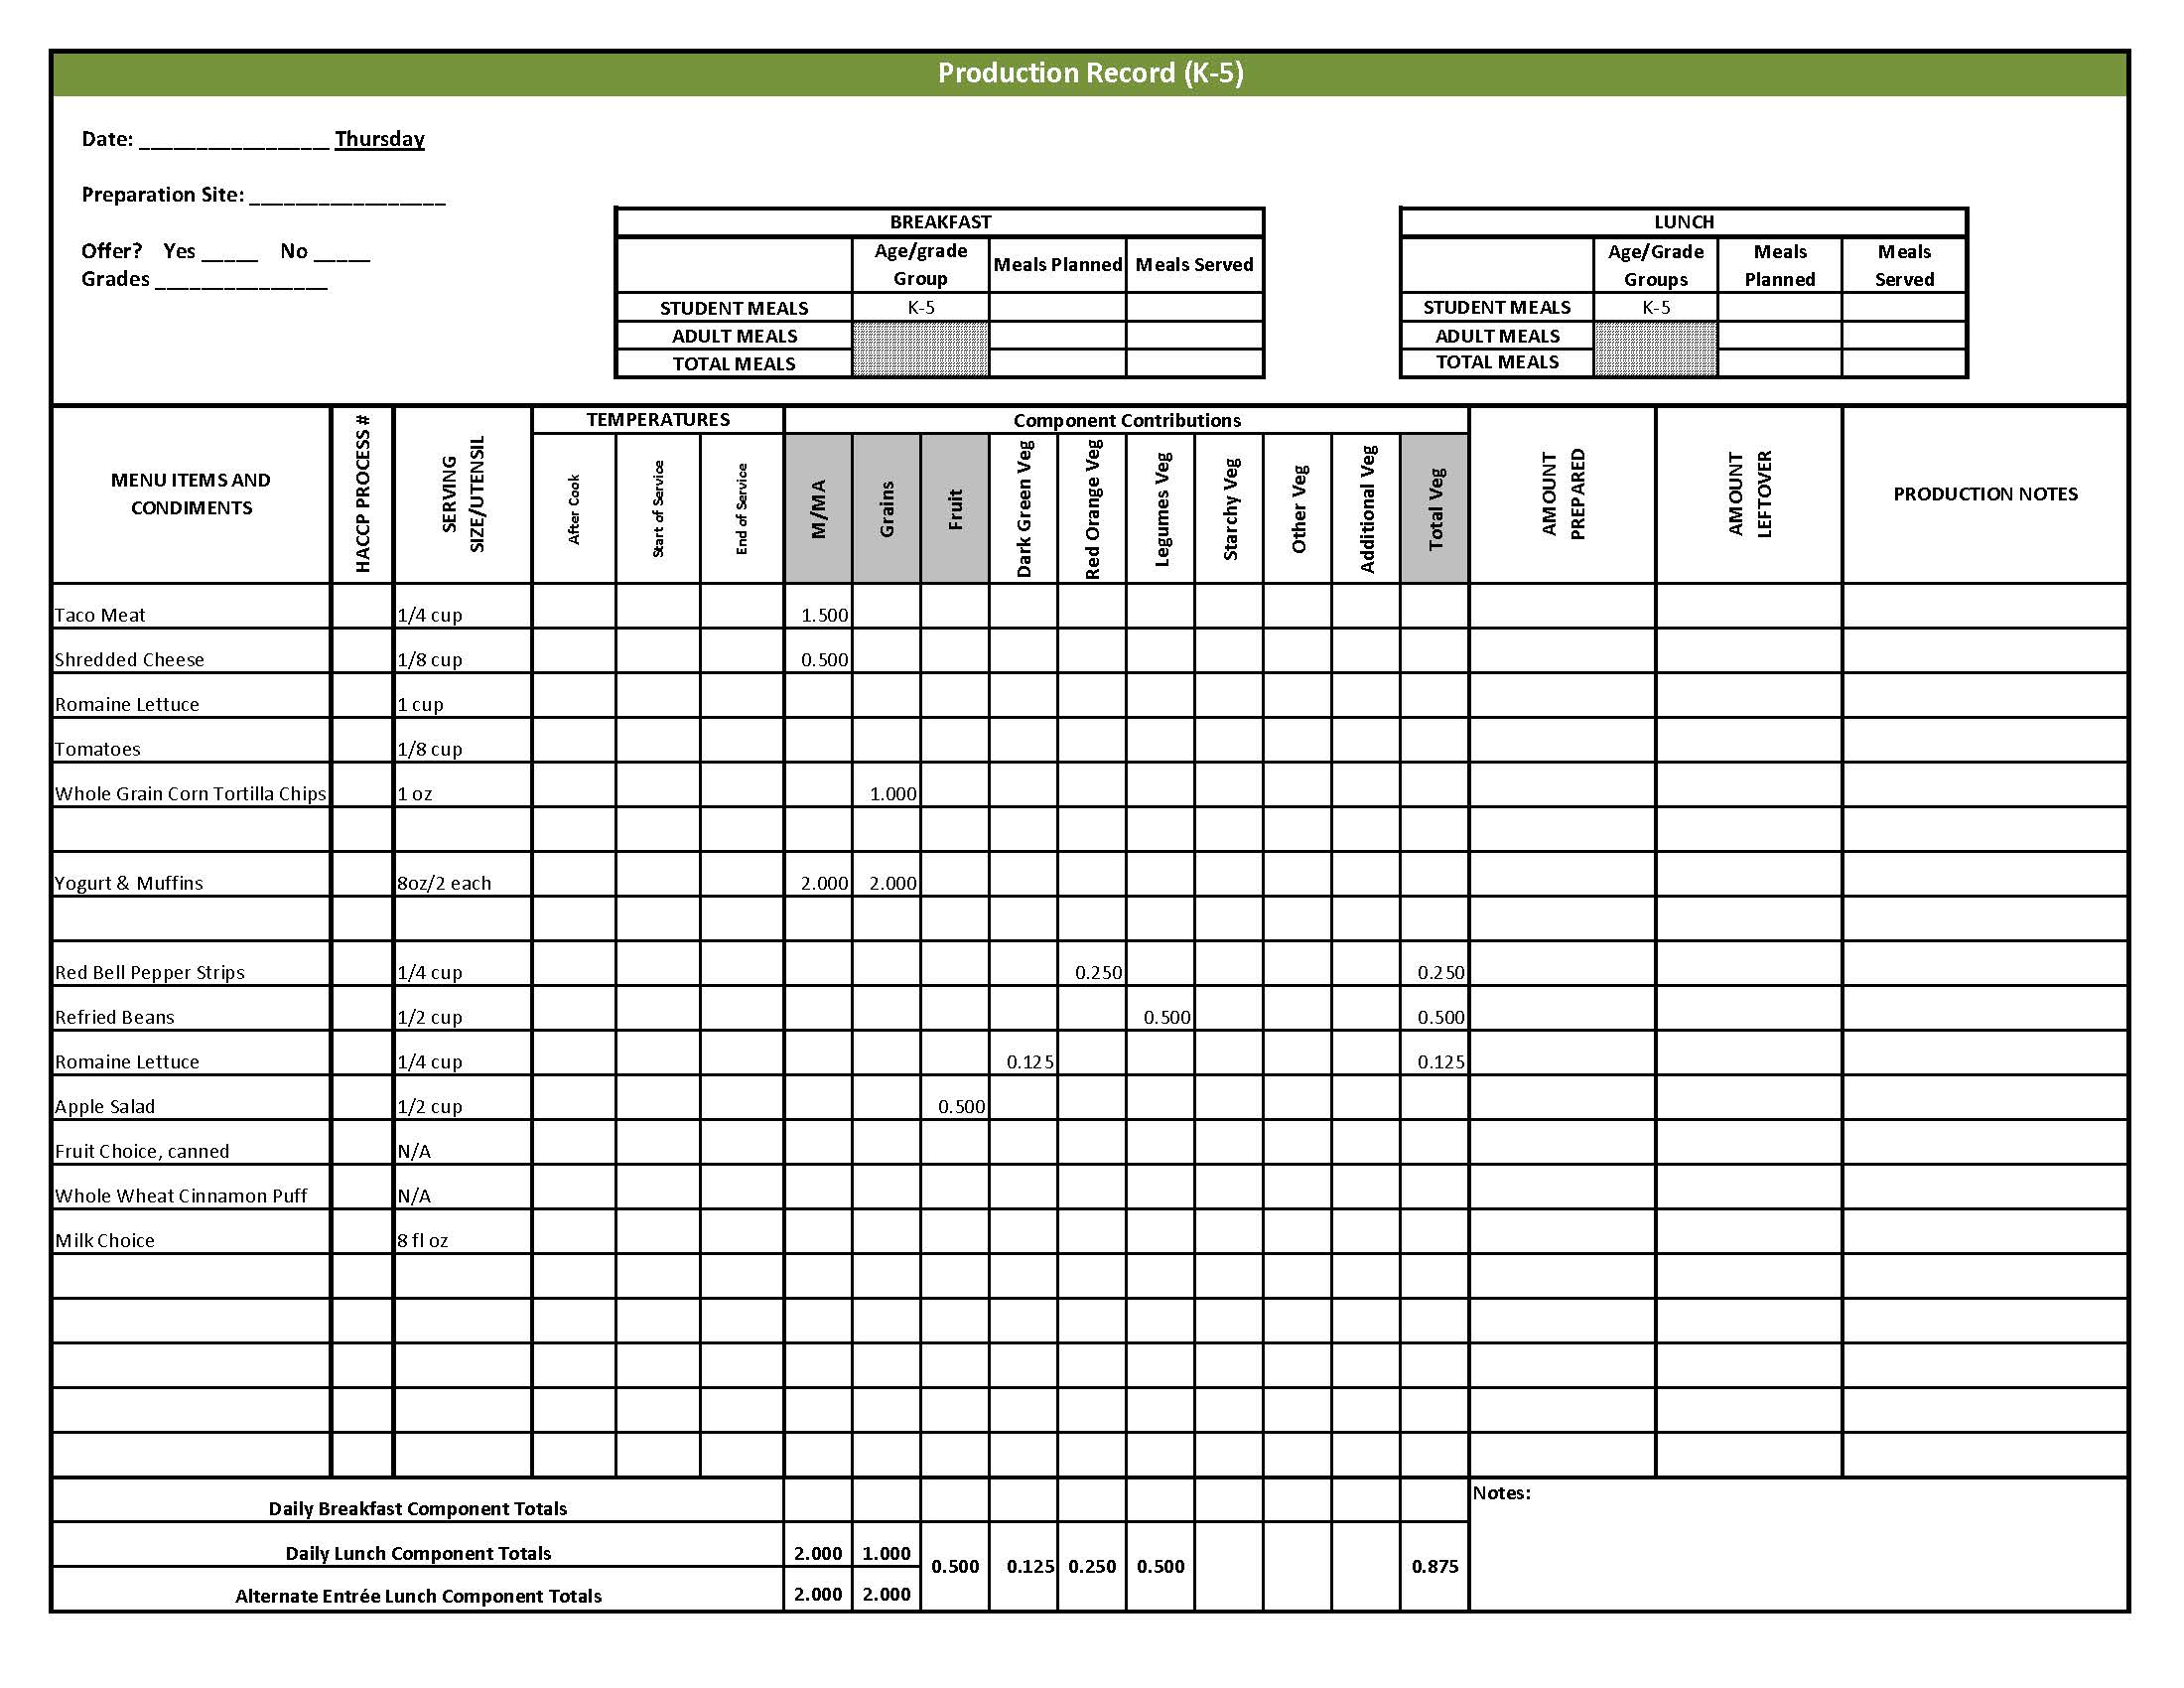 Production Record (K-5)
Date: _________________ Thursday
Preparation Site: _________________
Offer? Yes _____ No _____
Grades _______________
BREAKFAST
Age/grade Group Meals Planned Meals Served
STUDENT MEALS K-5
ADULT MEALS
TOTAL MEALS
LUNCH
Age/Grade Groups Meals Planned Meals Served
STUDENT MEALS K-5
ADULT MEALS
TOTAL MEALS
TEMPERATURES Component Contributions
MENU ITEMS AND CONDIMENTS HACCP PROCESS # SERVING SIZE/UTENSIL After Cook Start of Service End of Service M/MA Grains Fruit Dark Green Veg Red Orange Veg Legumes Veg Starchy Veg Other Veg Additional Veg Total Veg AMOUNT PREPARED AMOUNT LEFTOVER PRODUCTION NOTES
Taco Meat 1/4 cup 1.500
Shredded Cheese 1/8 cup 0.500
Romaine Lettuce 1 cup
Tomatoes 1/8 cup
Whole Grain Corn Tortilla Chips 1 oz 1.000
Yogurt & Muffins 8oz/2 each 2.000 2.000
Red Bell Pepper Strips 1/4 cup 0.250 0.250
Refried Beans 1/2 cup 0.500 0.500
Romaine Lettuce 1/4 cup 0.125 0.125
Apple Salad 1/2 cup 0.500
Fruit Choice, canned N/A
Whole Wheat Cinnamon Puff N/A
Milk Choice 8 fl oz
Daily Breakfast Component Totals
Notes:
Daily Lunch Component Totals 2.000 1.000
0.500 0.125 0.250 0.500 0.875
Alternate Entrée Lunch Component Totals 2.000 2.000